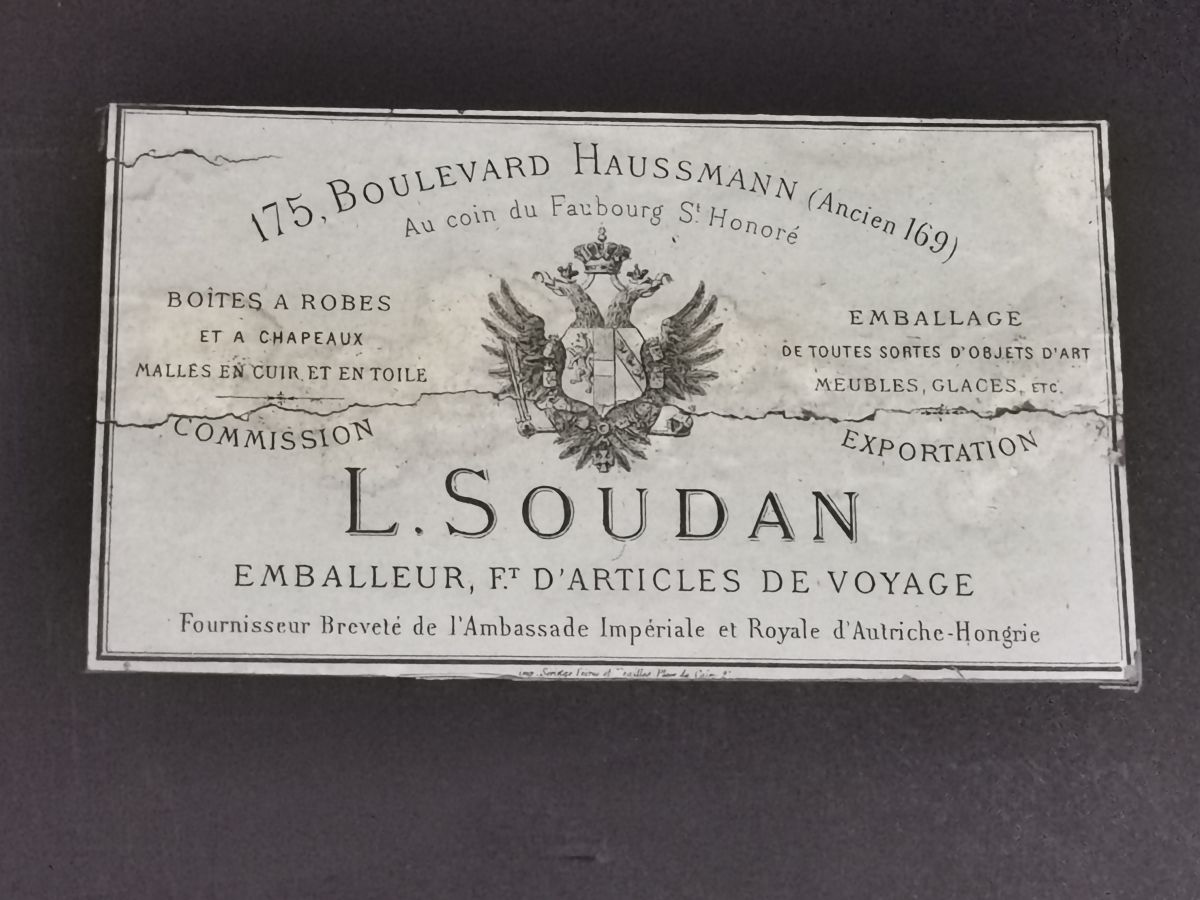 175, BOULEVARD HAUSSMANN (Ancien 169)
Au coin du Faubourg St Honoré
BOÎTES A ROBES
ET A CHAPEAUX
MALLES EN CUIR ET EN TOILE
COMMISSION
EMBALLAGE
DE TOUTES SORTES D'OBJETS D'ART
MEUBLES, GLACES, ETC.
EXPORTATION
L. SOUDAN
EMBALLEUR, FT. D'ARTICLES DE VOYAGE
Fournisseur Breveté de l'Ambassade Impériale et Royale d'Autriche-Hongrie